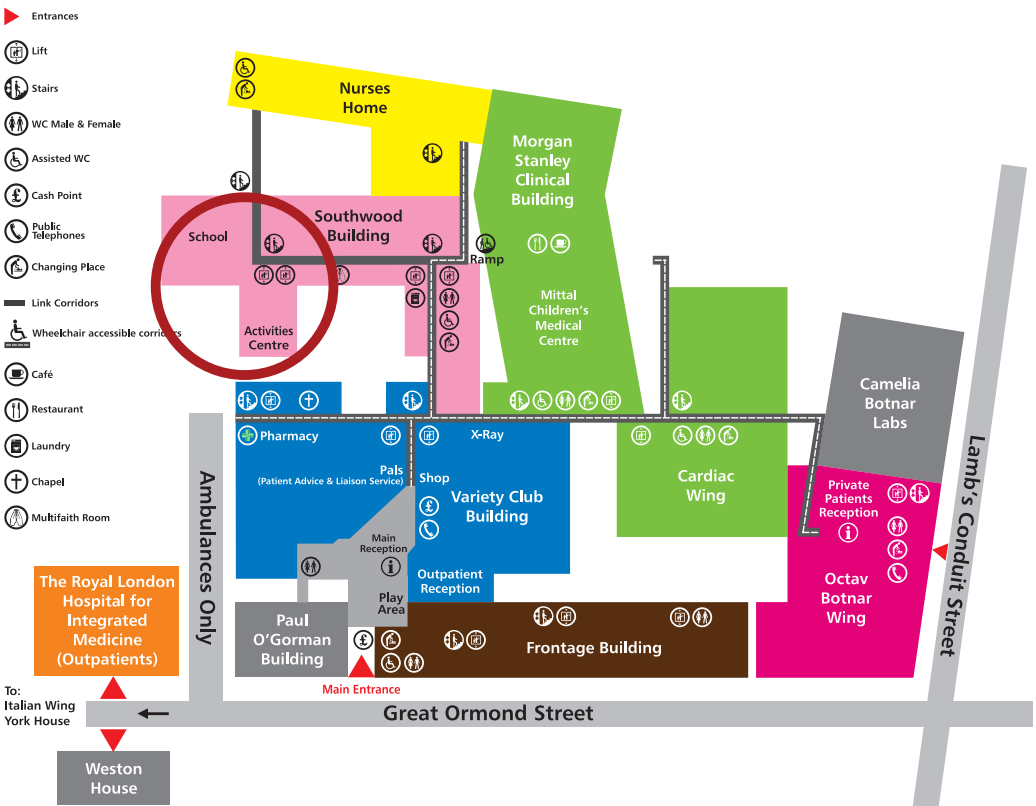 Entrances
Lift
Stairs
WC Male & Female
Assisted WC
£
Cash Point
Public
Telephones
Changing Place
Link Corridors
Wheelchair accessible corridors
Café
Restaurant
Laundry
Chapel
Multifaith Room
Nurses
Home
Morgan
Stanley
Clinical
Building
School
Southwood
Building
Ramp
Mittal
Children's
Medical
Centre
Activities
Centre
Camelia
Botnar
Labs
Pharmacy
X-Ray
Pals
(Patient Advice & Liaison Service)
Shop
£
Variety Club
Building
Cardiac
Wing
Private
Patients
Reception
i
Main
Reception
i
Play
Area
Outpatient
Reception
Octav
Botnar
Wing
Ambulances Only
Lamb's Conduit Street
The Royal London
Hospital for
Integrated
Medicine
(Outpatients)
Paul
O'Gorman
Building
£
Frontage Building
Main Entrance
To:
Italian Wing
York House
Great Ormond Street
Weston
House